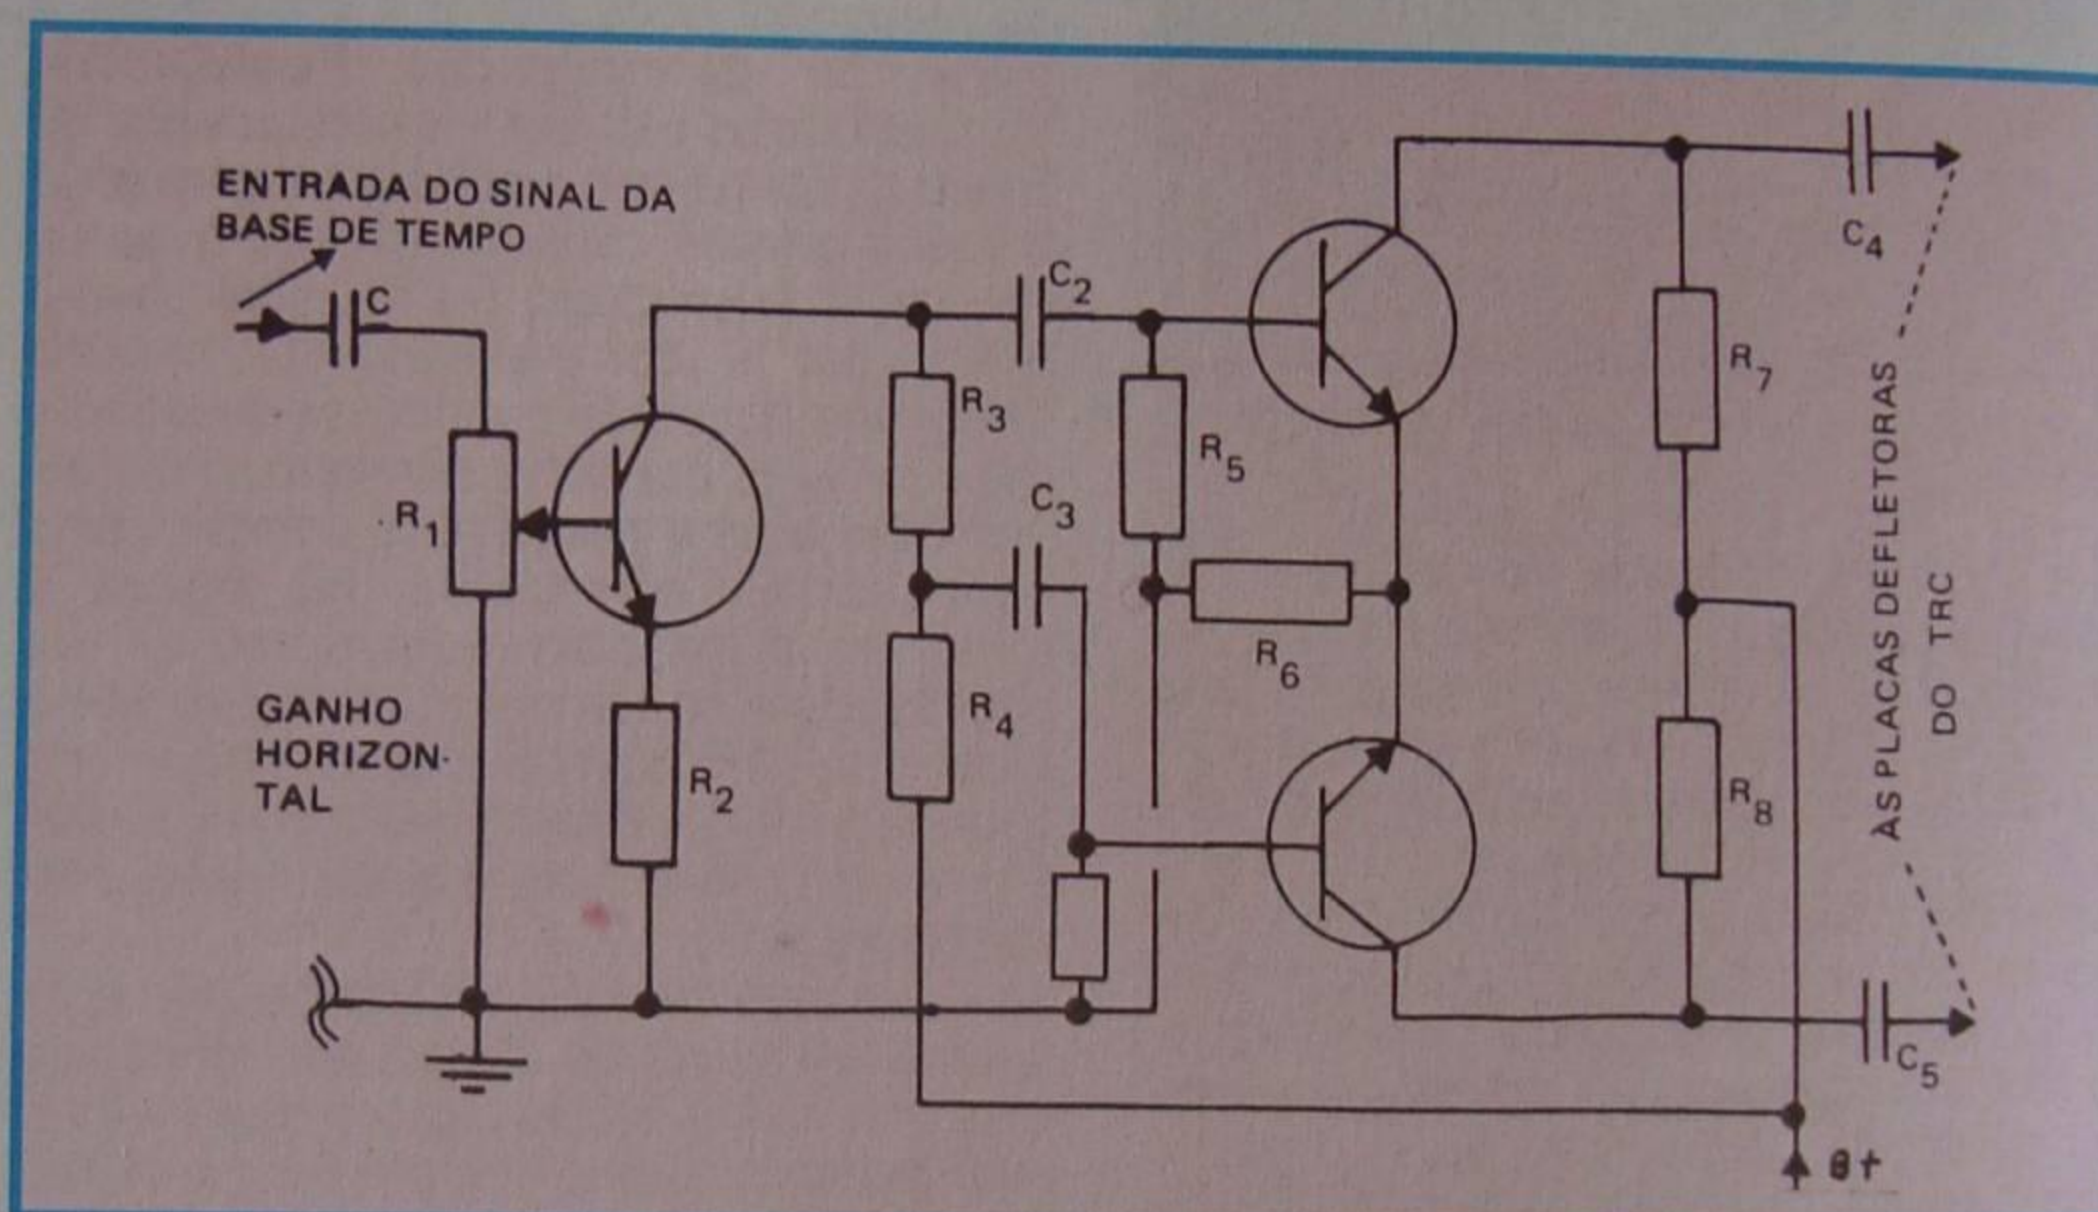 ENTRADA DO SINAL DA
BASE DE TEMPO
C
C2
C4
R3
R7
R5
R1
C3
ÀS PLACAS DEFLETORAS
DO TRC
R6
GANHO
HORIZON-
TAL
R4
R2
R8
C5
B+